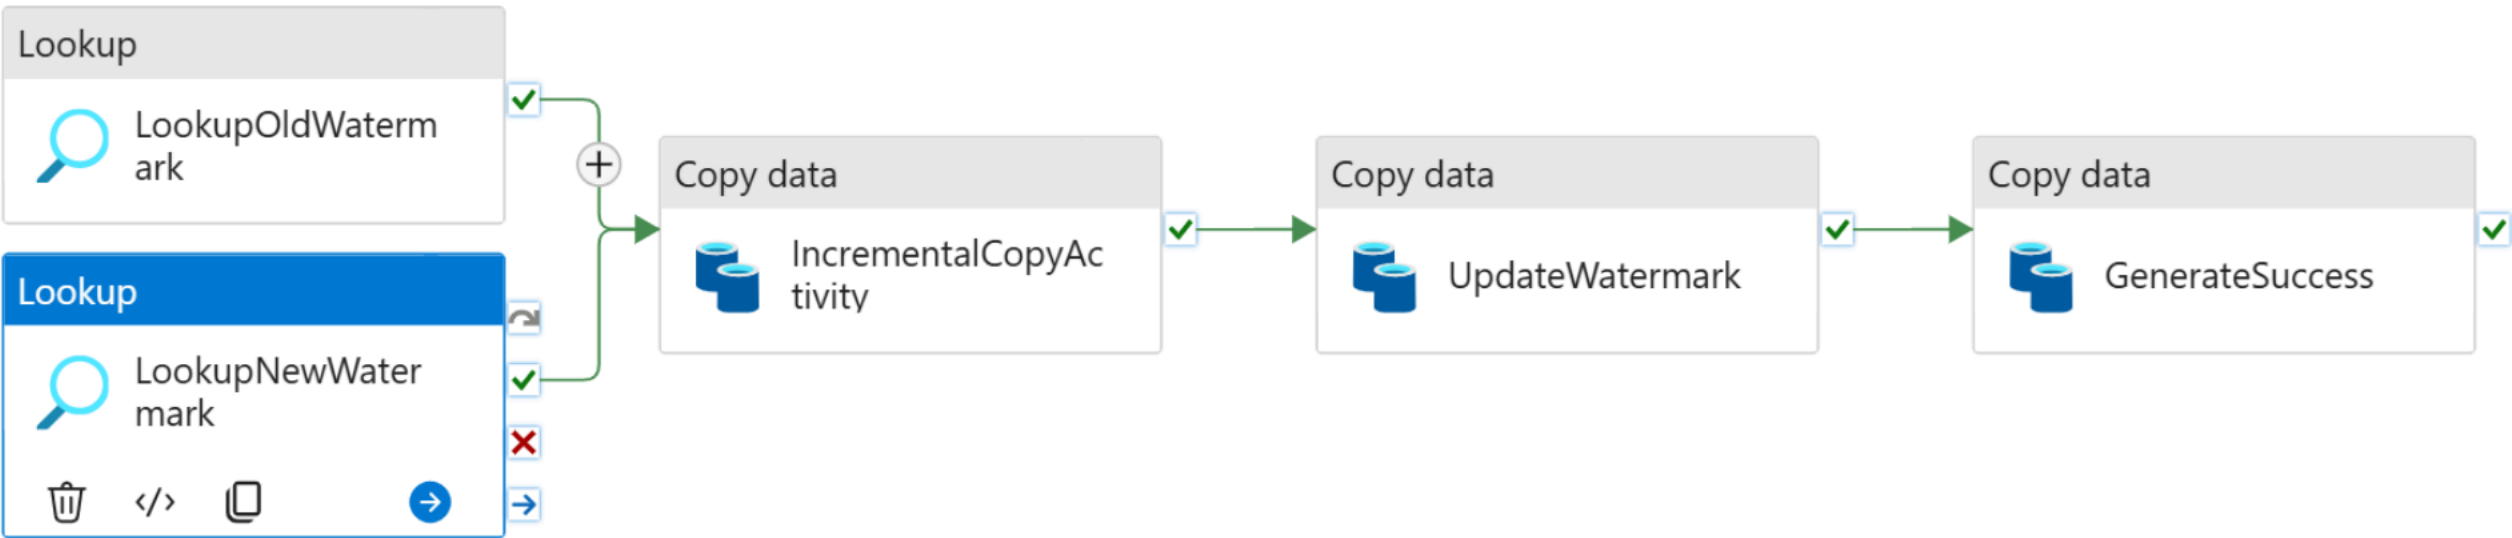 Lookup
LookupOldWaterm
ark
Lookup
LookupNewWater
mark
</>
Copy data
IncrementalCopyAc
tivity
Copy data
UpdateWatermark
Copy data
GenerateSuccess